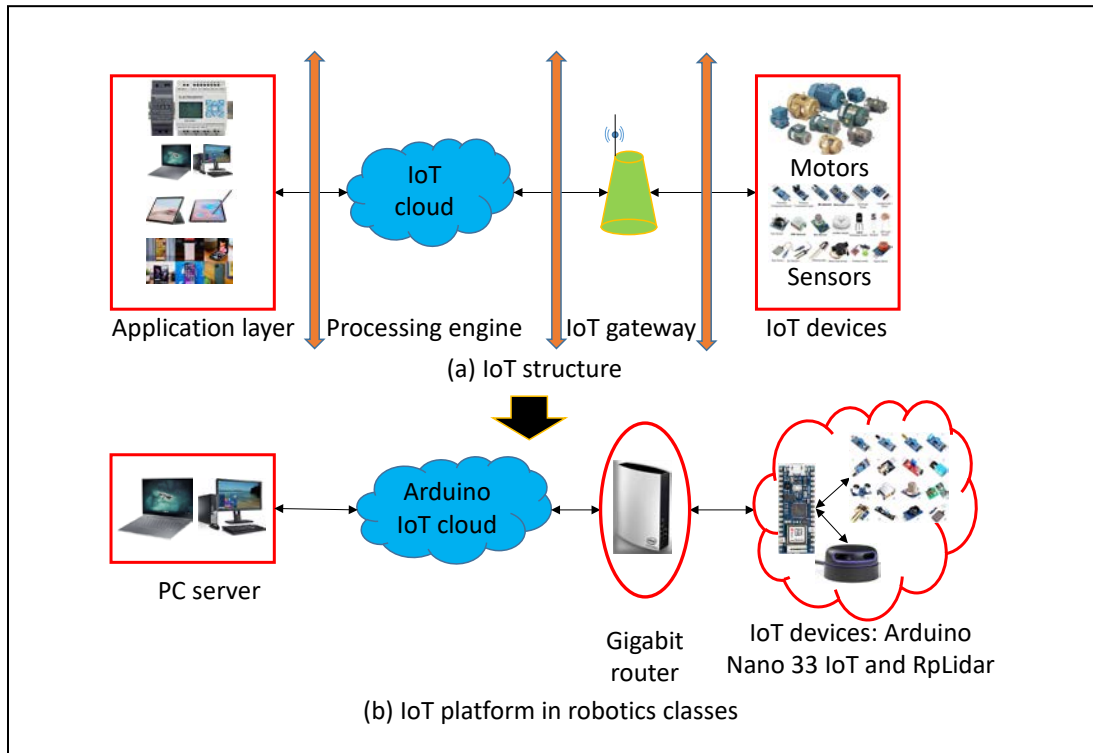 IoT
cloud
Motors
Sensors
Application layer
Processing engine
IoT gateway
IoT devices
(a) IoT structure
Arduino
IoT cloud
PC server
Gigabit
router
IoT devices: Arduino
Nano 33 IoT and RpLidar
(b) IoT platform in robotics classes